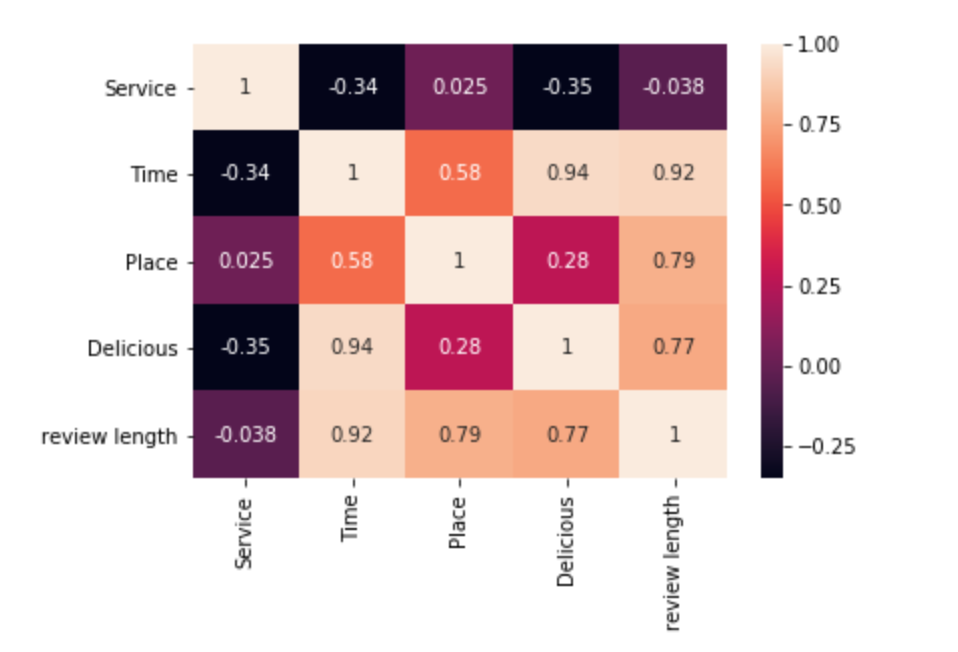 1.00
Service 1 -0.34 0.025 -0.35 -0.038
0.75
Time -0.34 1 0.58 0.94 0.92
0.50
Place 0.025 0.58 1 0.28 0.79
0.25
Delicious -0.35 0.94 0.28 1 0.77
0.00
review length -0.038 0.92 0.79 0.77 1
−0.25
Service
Time
Place
Delicious
review length